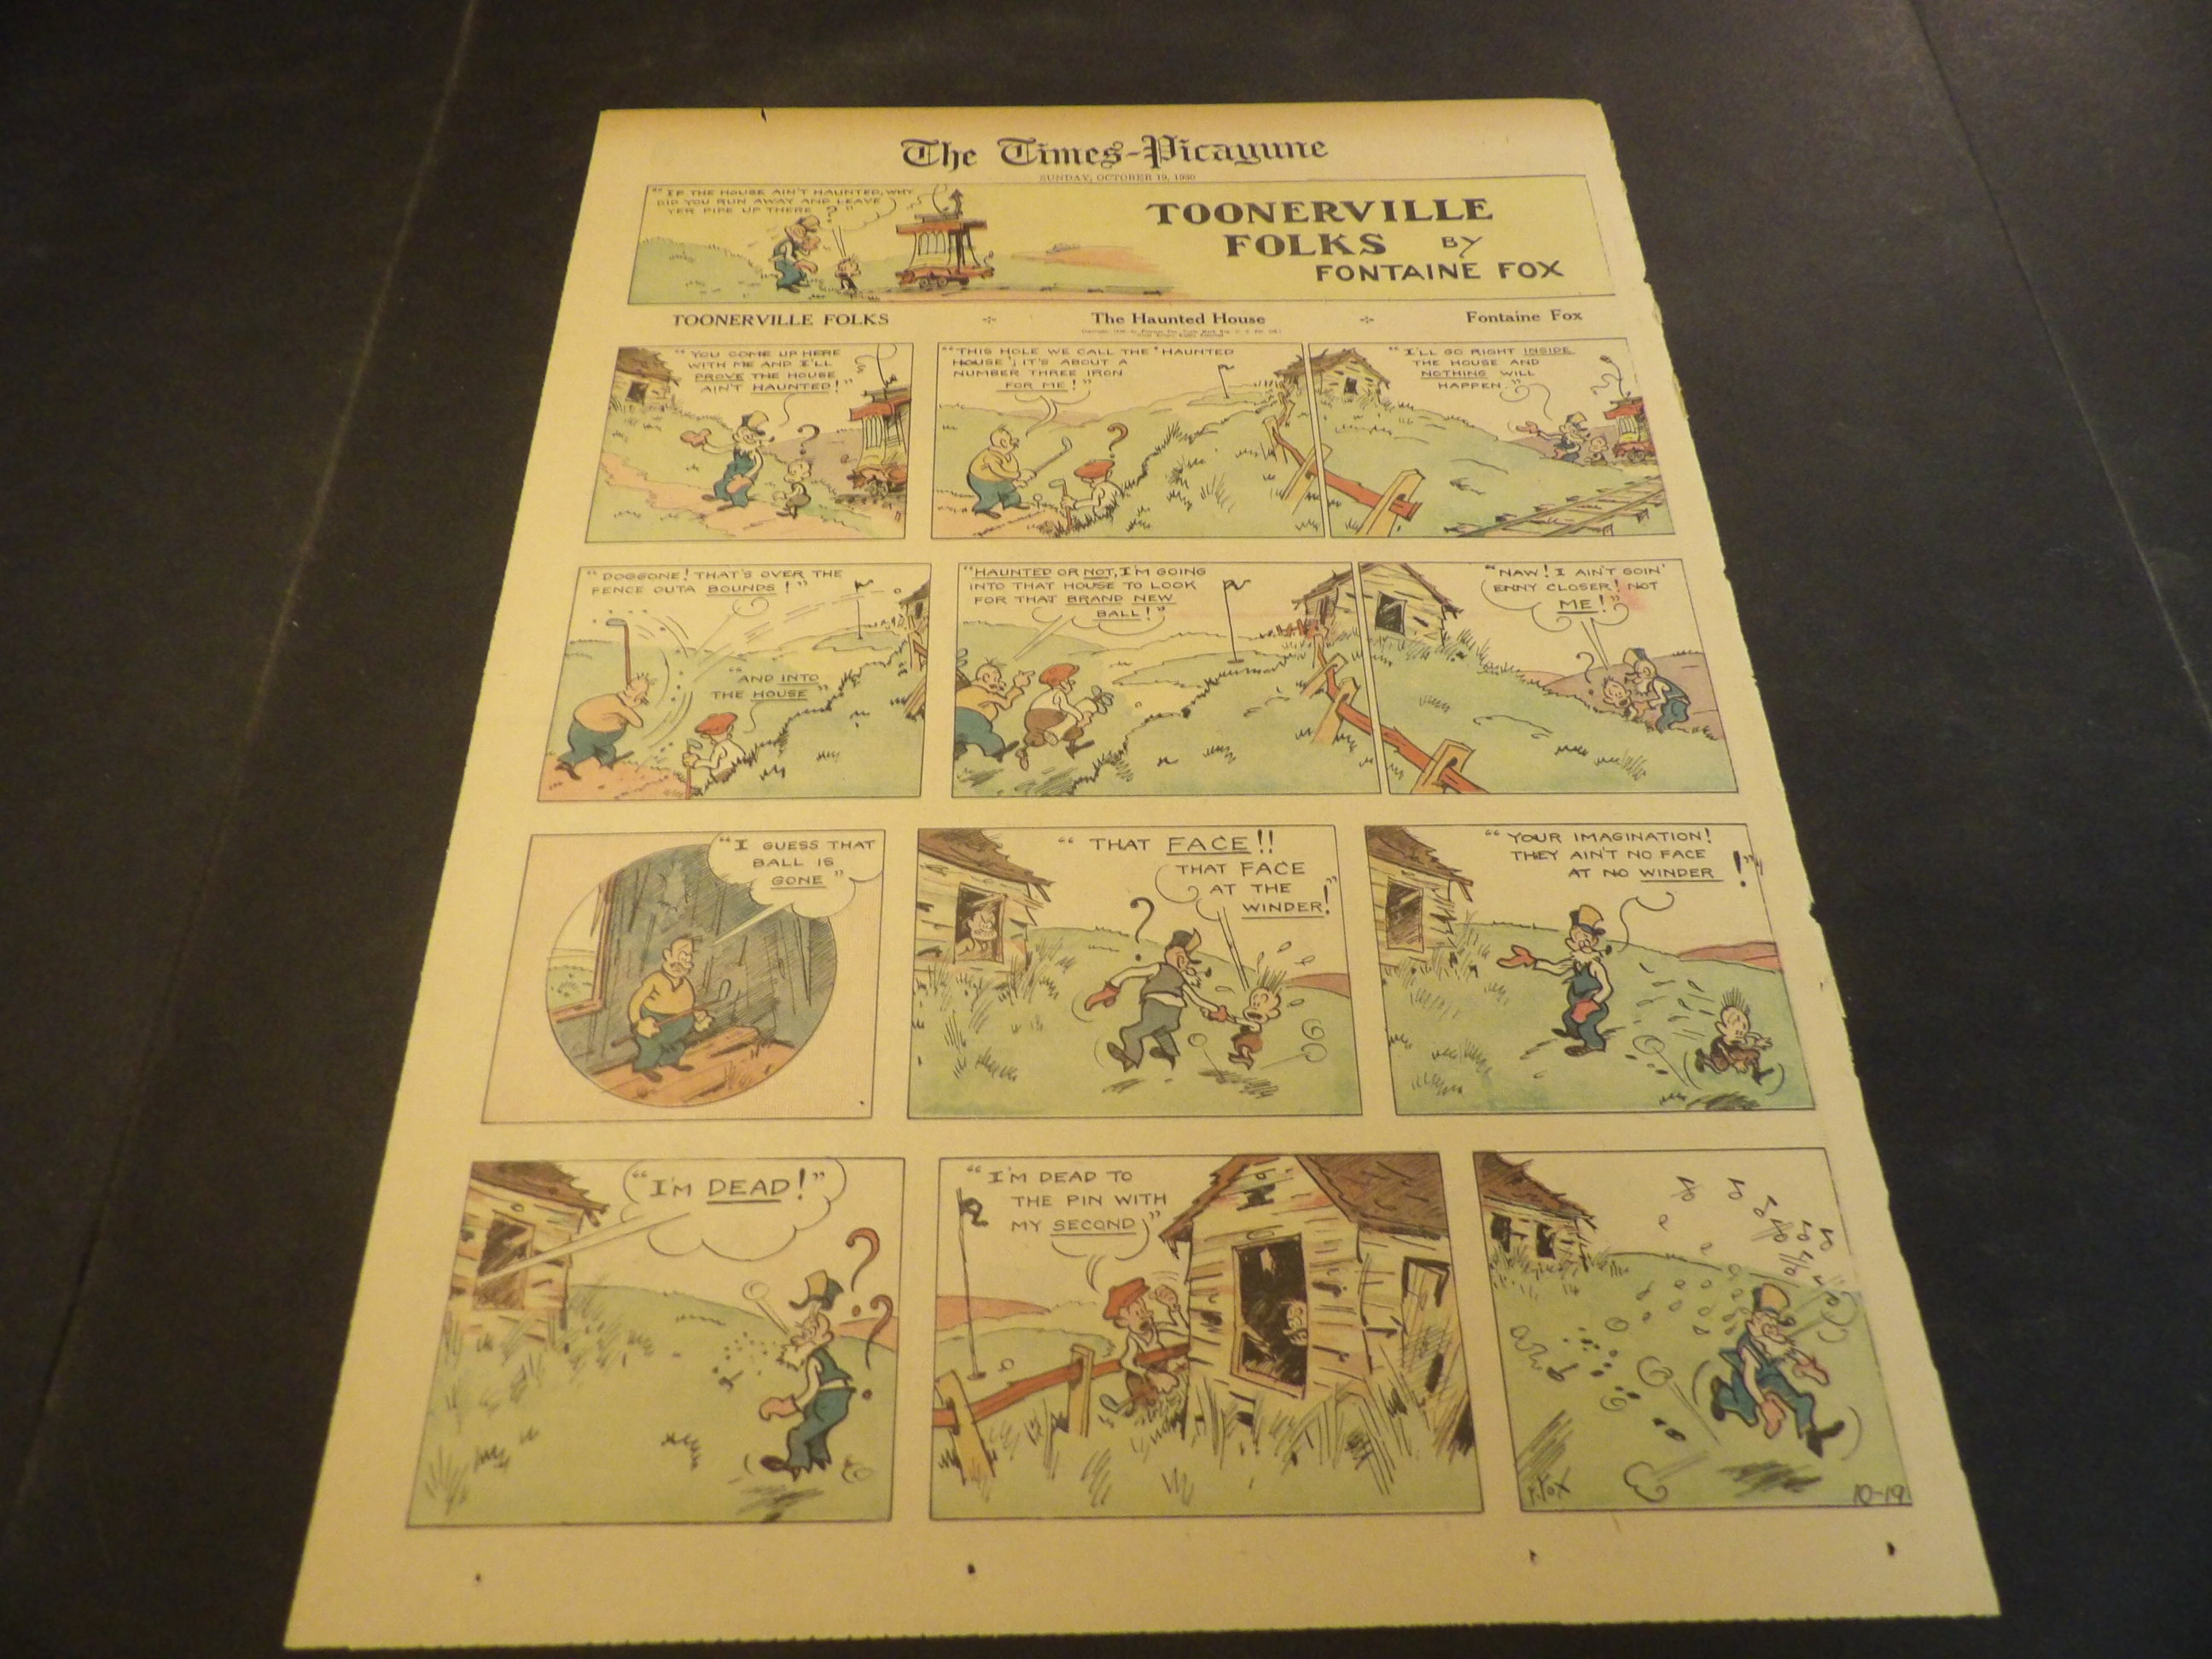 The Times-Picayune
SUNDAY, OCTOBER 19, 1930
"IF THE HOUSE AIN'T HAUNTED, WHY
DID YOU RUN AWAY AND LEAVE
YER PIPE UP THERE?"
TOONERVILLE
FOLKS BY
FONTAINE FOX
TOONERVILLE FOLKS
The Haunted House
Fontaine Fox
"YOU COME UP HERE
WITH ME AND I'LL
PROVE THE HOUSE
AIN'T HAUNTED!"
?
"THIS HOLE WE CALL THE 'HAUNTED
HOUSE'; IT'S ABOUT A
NUMBER THREE IRON
FOR ME!"
?
"I'LL GO RIGHT INSIDE
THE HOUSE AND
NOTHING WILL
HAPPEN."
"DOGGONE! THAT'S OVER THE
FENCE OUTA BOUNDS!"
"AND INTO
THE HOUSE"
"HAUNTED OR NOT, I'M GOING
INTO THAT HOUSE TO LOOK
FOR THAT BRAND NEW
BALL!"
"NAW! I AIN'T GOIN'
ENNY CLOSER! NOT
ME!"
?
"I GUESS THAT
BALL IS
GONE"
"THAT FACE!!
THAT FACE
AT THE
WINDER!"
?
"YOUR IMAGINATION!
THEY AIN'T NO FACE
AT NO WINDER!"
"I'M DEAD!"
?
?
"I'M DEAD TO
THE PIN WITH
MY SECOND"
F. FOX
10-19